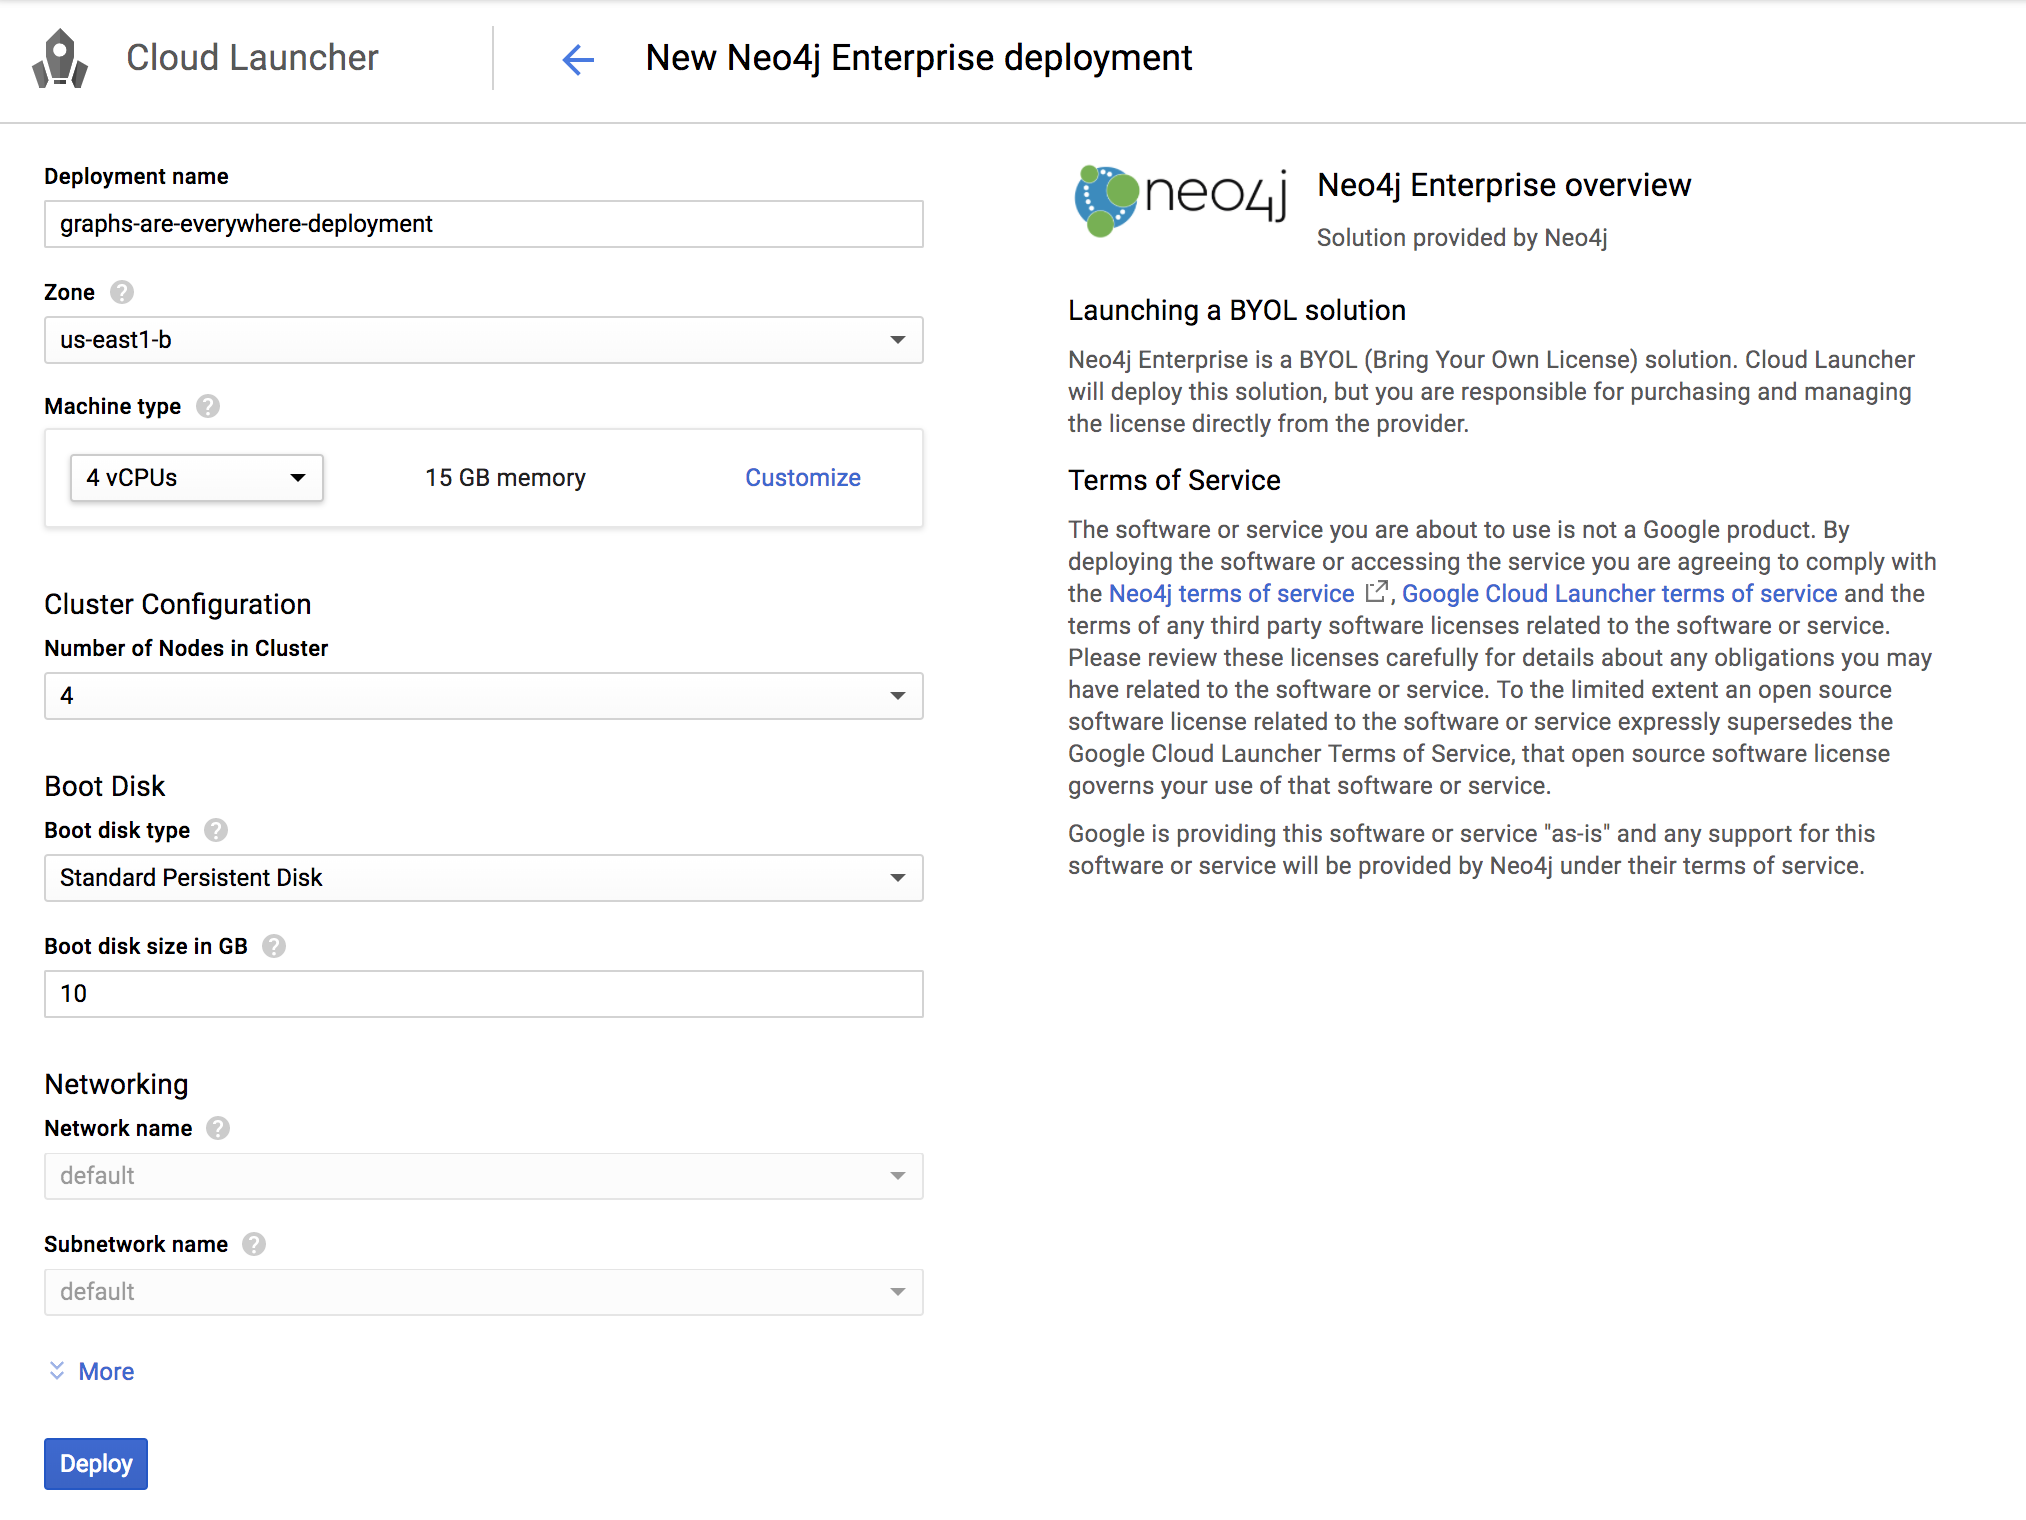 Cloud Launcher
New Neo4j Enterprise deployment
Deployment name
graphs-are-everywhere-deployment
Zone ?
us-east1-b
Machine type ?
4 vCPUs
15 GB memory
Customize
Cluster Configuration
Number of Nodes in Cluster
4
Boot Disk
Boot disk type ?
Standard Persistent Disk
Boot disk size in GB ?
10
Networking
Network name ?
default
Subnetwork name ?
default
More
Deploy
neo4j
Neo4j Enterprise overview
Solution provided by Neo4j
Launching a BYOL solution
Neo4j Enterprise is a BYOL (Bring Your Own License) solution. Cloud Launcher
will deploy this solution, but you are responsible for purchasing and managing
the license directly from the provider.
Terms of Service
The software or service you are about to use is not a Google product. By
deploying the software or accessing the service you are agreeing to comply with
the Neo4j terms of service , Google Cloud Launcher terms of service and the
terms of any third party software licenses related to the software or service.
Please review these licenses carefully for details about any obligations you may
have related to the software or service. To the limited extent an open source
software license related to the software or service expressly supersedes the
Google Cloud Launcher Terms of Service, that open source software license
governs your use of that software or service.
Google is providing this software or service "as-is" and any support for this
software or service will be provided by Neo4j under their terms of service.